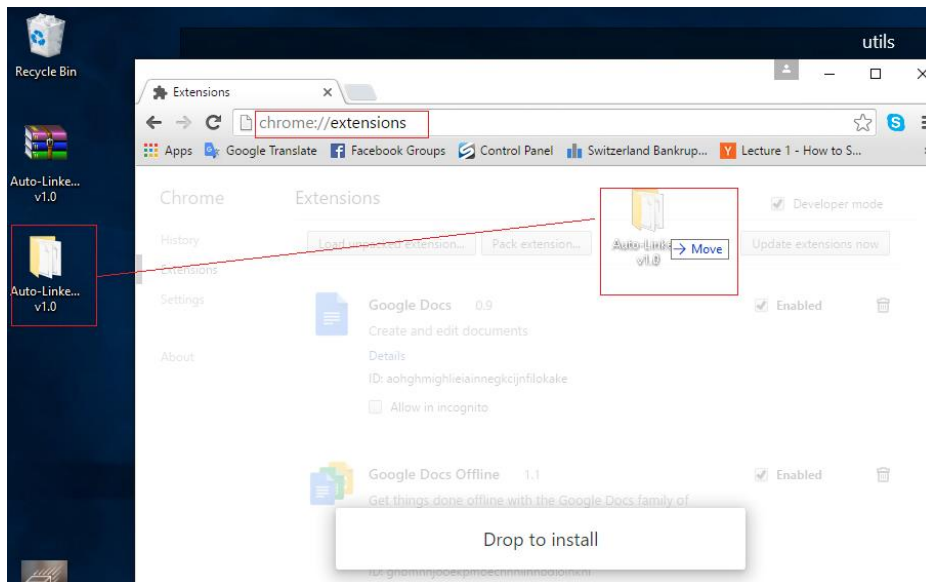 utils
Recycle Bin
Extensions
chrome://extensions
Apps Google Translate Facebook Groups Control Panel Switzerland Bankrup... Lecture 1 - How to S...
Auto-Linke...
v1.0
Chrome
Extensions
Developer mode
History
Load unpacked extension... Pack extension... Update extensions now
Auto-Linke
v1.0
Move
Extensions
Settings
Auto-Linke...
v1.0
Google Docs 0.9
Enabled
Create and edit documents
About
Details
ID: aohghmighlieiainnegkcijnfilokake
Allow in incognito
Google Docs Offline 1.1
Enabled
Get things done offline with the Google Docs family of
Drop to install